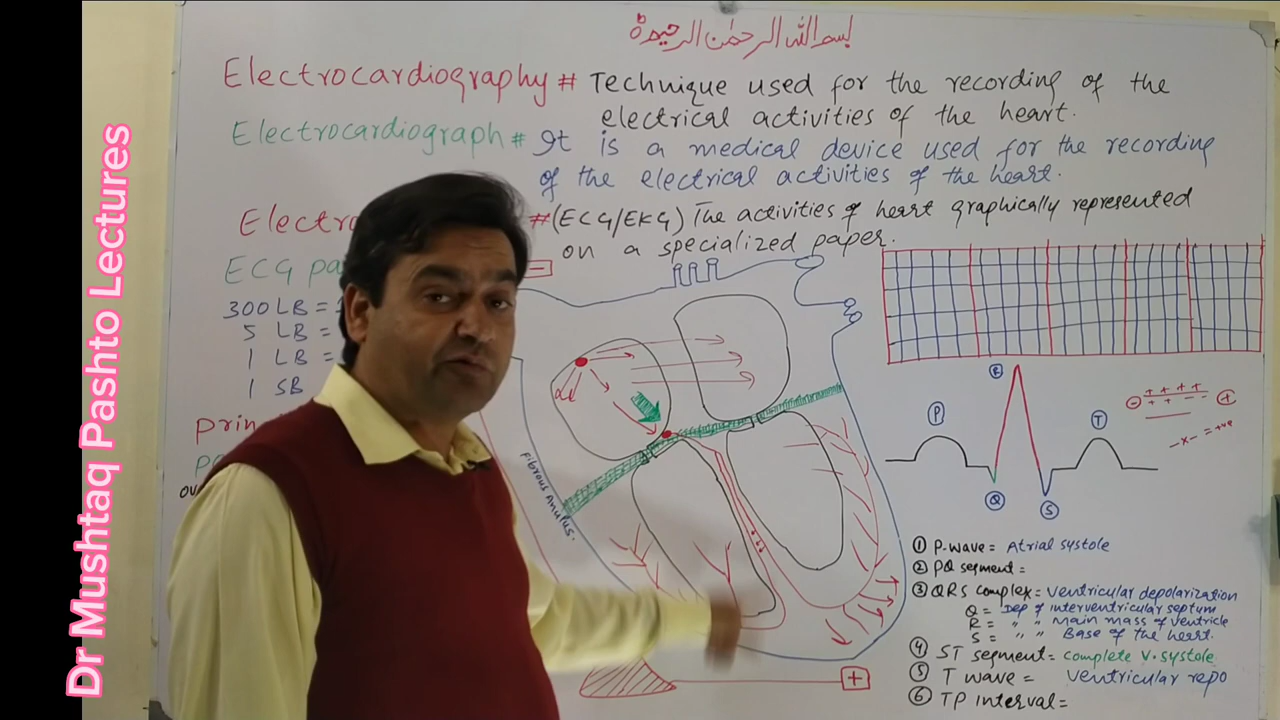 Dr Mushtaq Pashto Lectures
بسم الله الرحمن الرحيم
Electrocardiography # Technique used for the recording of the
electrical activities of the heart.
Electrocardiograph # It is a medical device used for the recording
of the electrical activities of the heart.
Electro # (ECG/EKG) The activities of heart graphically represented
on a specialized paper.
ECG pa
300 LB =
5 LB =
1 LB =
1 SB
Prin
Fibrous Anulus.
−
+
R
P
T
Q
S
− + + + + +
+ + + +
-x- = +ve
① P-wave = Atrial systole
② PQ segment =
③ QRS complex = Ventricular depolarization
Q = Dep of interventricular septum
R = " " main mass of ventricle
S = " " Base of the heart.
④ ST segment = complete V. systole
⑤ T wave = Ventricular repo
⑥ TP interval =